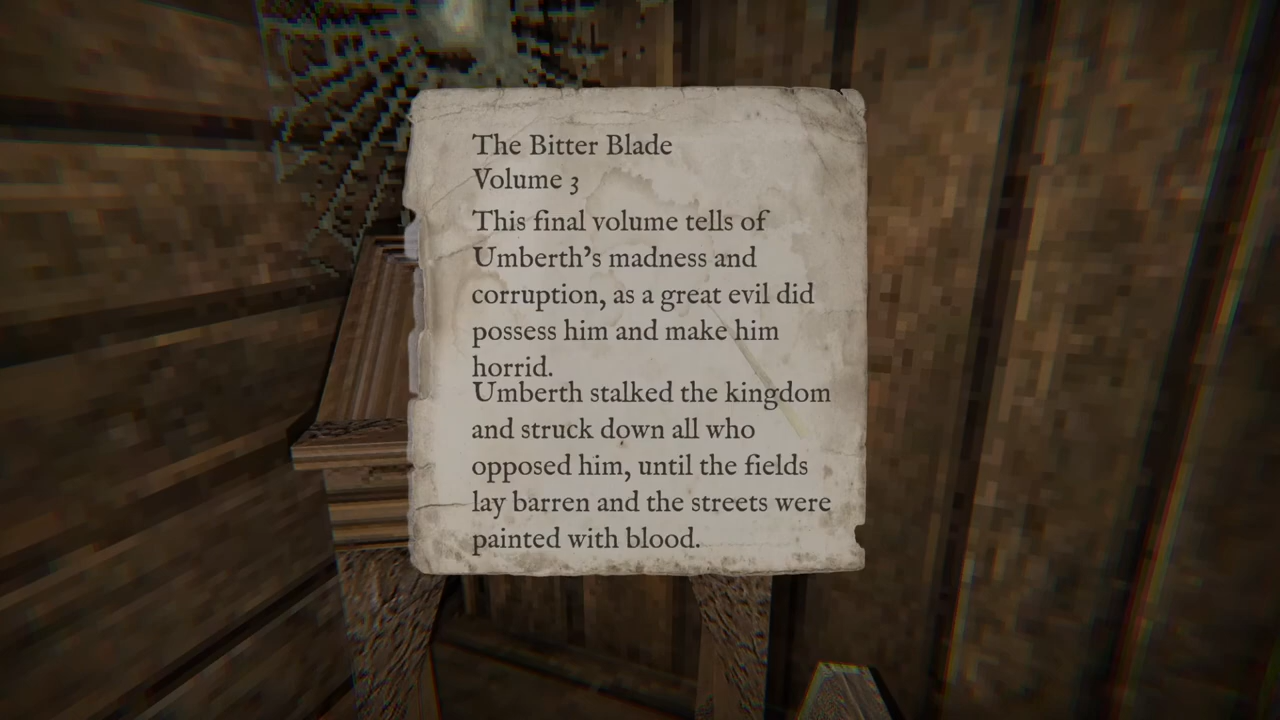 The Bitter Blade
Volume 3
This final volume tells of
Umberth's madness and
corruption, as a great evil did
possess him and make him
horrid.
Umberth stalked the kingdom
and struck down all who
opposed him, until the fields
lay barren and the streets were
painted with blood.